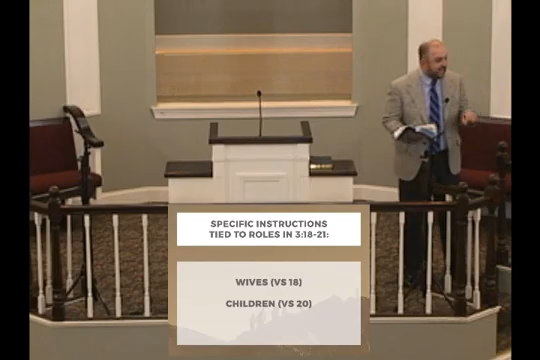 SPECIFIC INSTRUCTIONS
TIED TO ROLES IN 3:18-21:
WIVES (VS 18)
CHILDREN (VS 20)